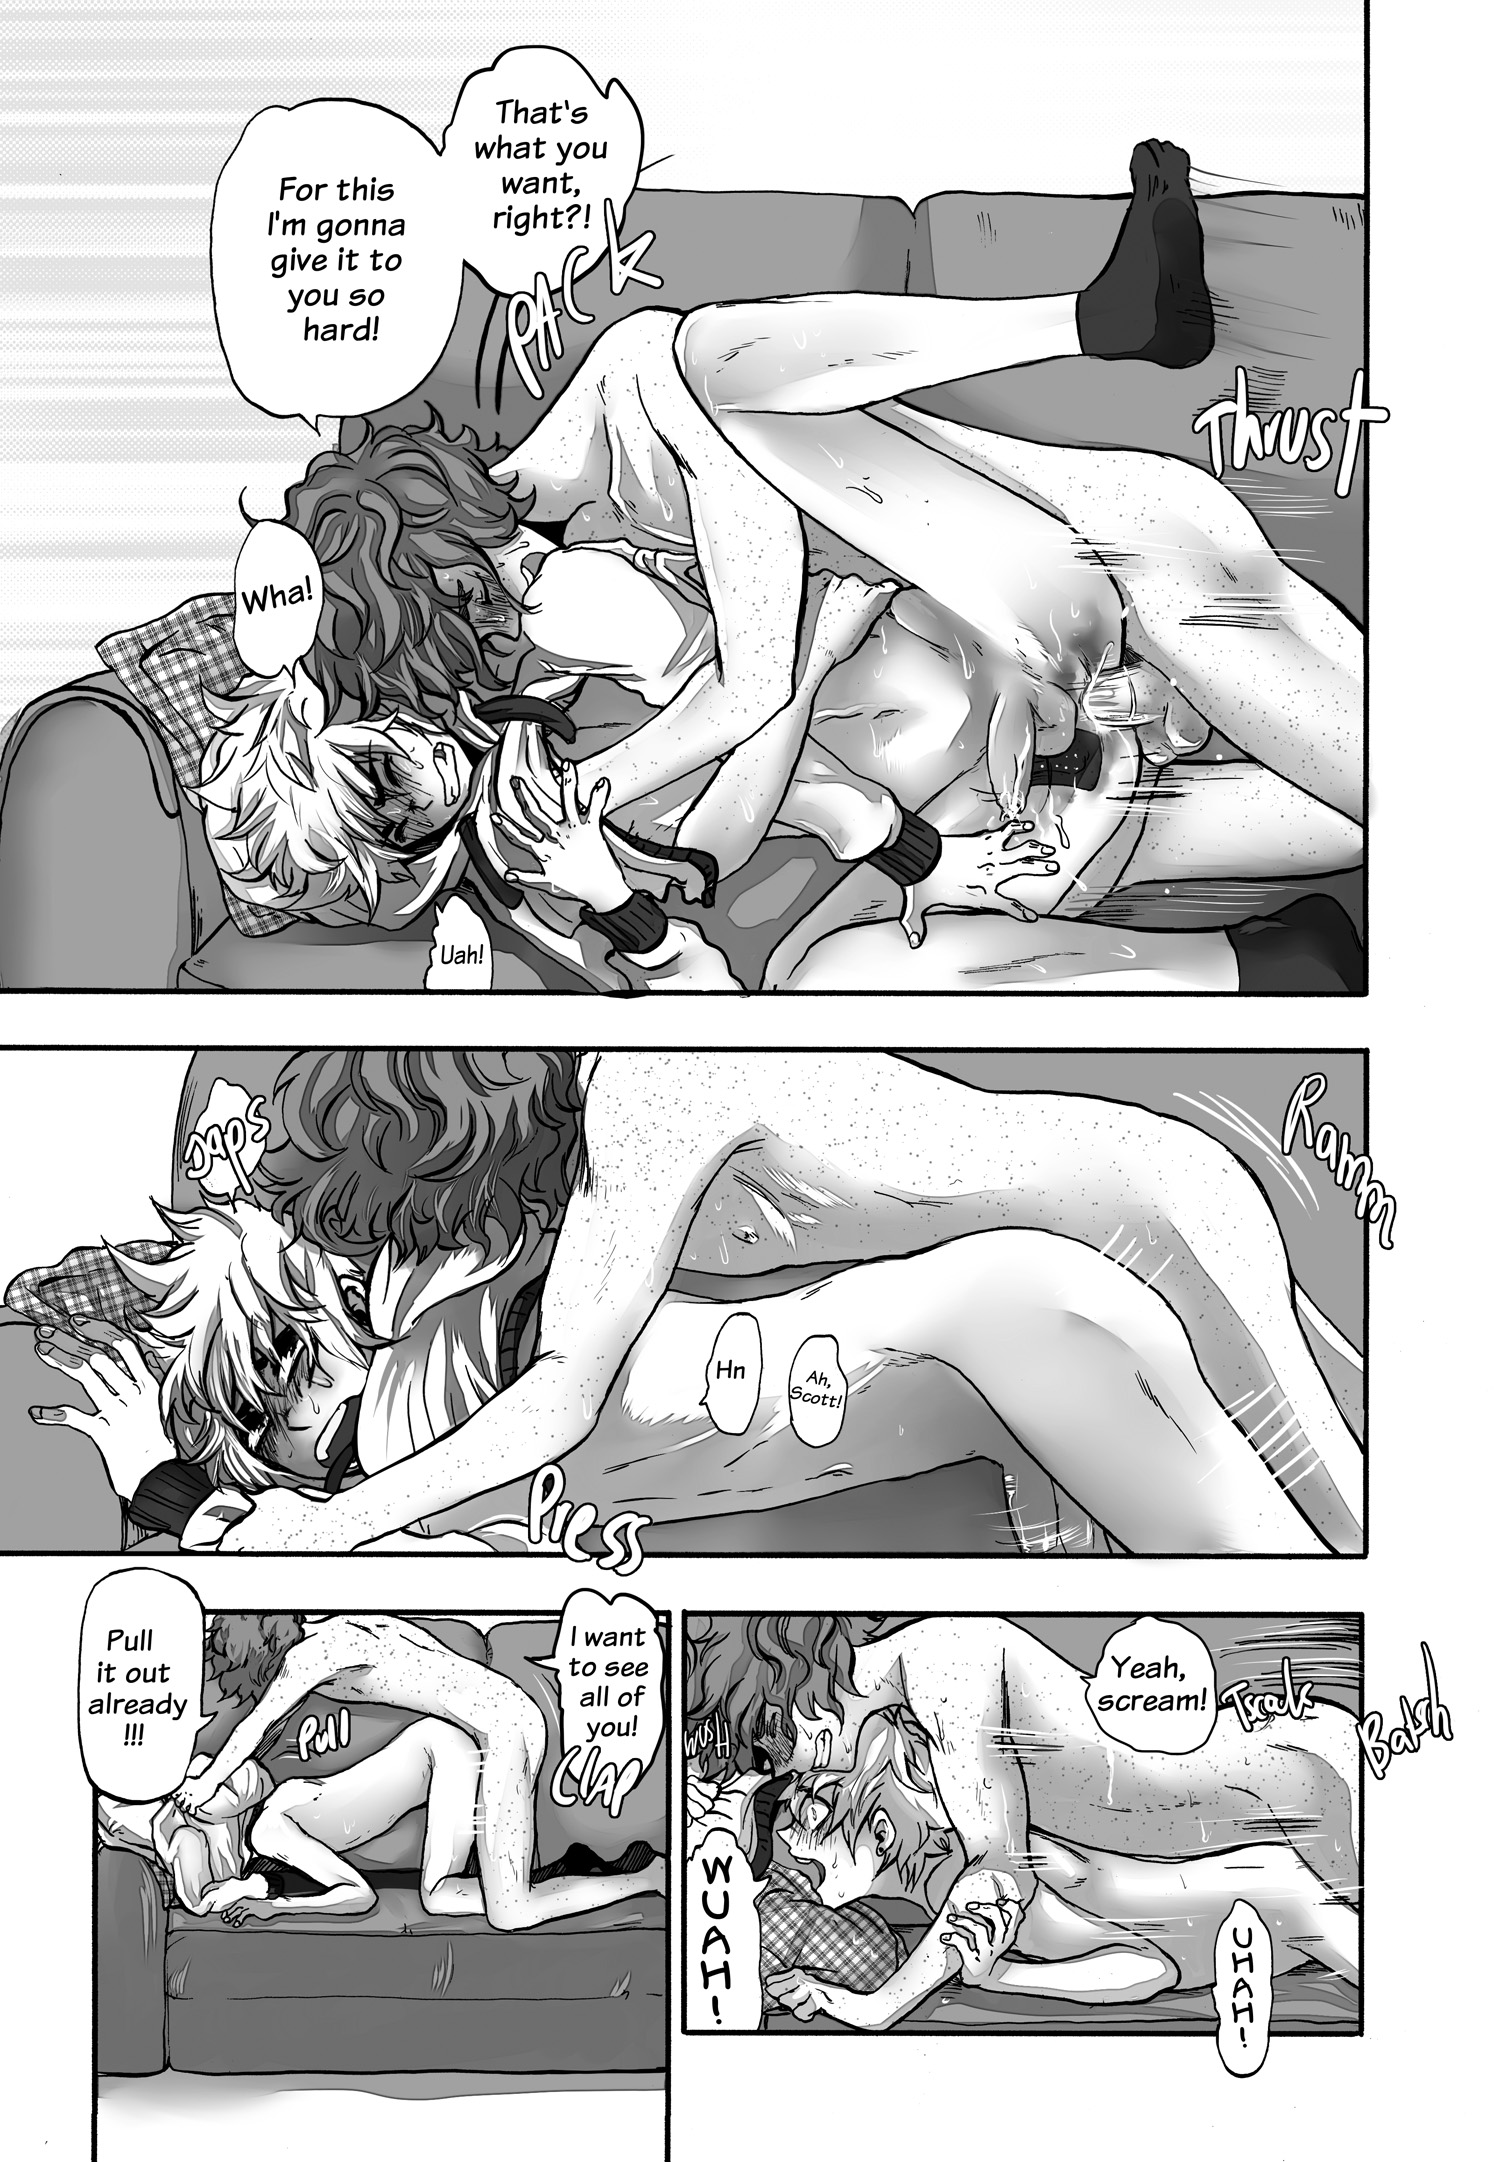 That's
what you
want,
right?!
For this
I'm gonna
give it to
you so
hard!
PACK
Thrust
Wha!
Uah!
Ramm
Hn
Ah,
Scott!
Press
Pull
it out
already
!!!
Pull
I want
to see
all of
you!
CLAP
Yeah,
scream!
Batsh
WUAH!
UHAH!